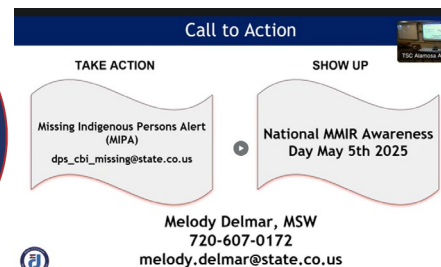 Call to Action
TAKE ACTION
SHOW UP
Missing Indigenous Persons Alert
(MIPA)
dps_cbi_missing@state.co.us
National MMIR Awareness
Day May 5th 2025
Melody Delmar, MSW
720-607-0172
melody.delmar@state.co.us
TSC Alamosa A